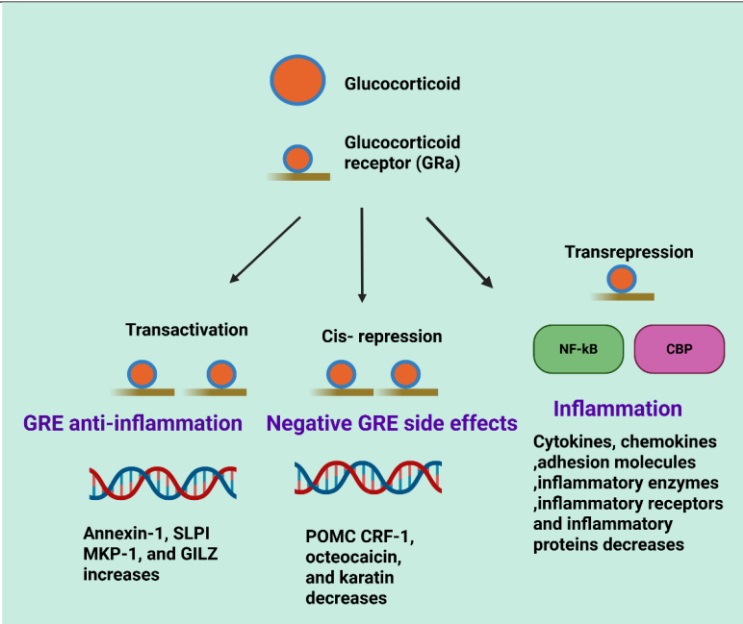 Glucocorticoid
Glucocorticoid
receptor (GRa)
Transactivation
GRE anti-inflammation
Annexin-1, SLPI
MKP-1, and GILZ
increases
Cis- repression
Negative GRE side effects
POMC CRF-1,
octeocaicin,
and karatin
decreases
Transrepression
NF-kB
CBP
Inflammation
Cytokines, chemokines
,adhesion molecules
,inflammatory enzymes
,inflammatory receptors
and inflammatory
proteins decreases